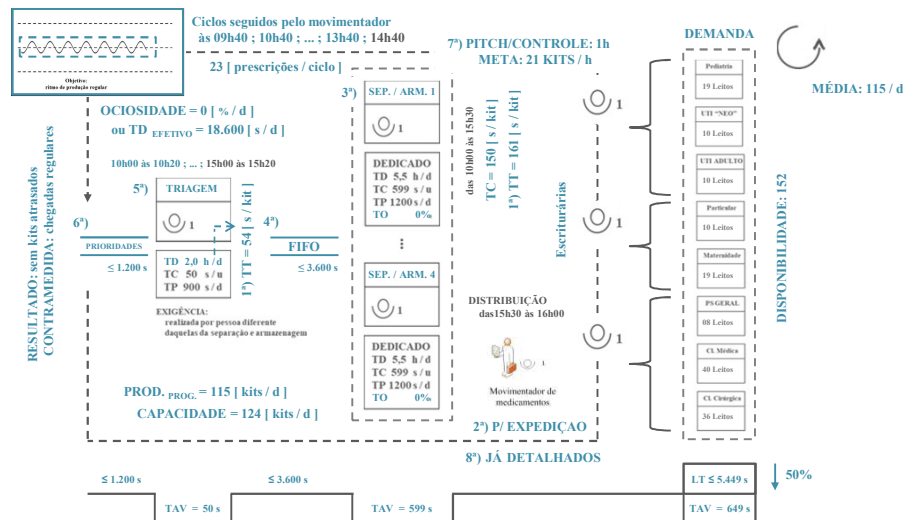 Ciclos seguidos pelo movimentador
às 09h40 ; 10h40 ; ... ; 13h40 ; 14h40
Objetivo:
ritmo de produção regular
23 [ prescrições / ciclo ]
7ª) PITCH/CONTROLE: 1h
META: 21 KITS / h
DEMANDA
MÉDIA: 115 / d
DISPONIBILIDADE: 152
OCIOSIDADE = 0 [ % / d ]
ou TD EFETIVO = 18.600 [ s / d ]
RESULTADO: sem kits atrasados
CONTRAMEDIDA: chegadas regulares
10h00 às 10h20 ; ... ; 15h00 às 15h20
6ª)
PRIORIDADES
≤ 1.200 s
5ª)
TRIAGEM
1
TD 2,0 h/d
TC 50 s/u
TP 900 s/d
1ª) TT = 54 [ s / kit ]
EXIGÊNCIA:
realizada por pessoa diferente
daquelas da separação e armazenagem
4ª)
FIFO
≤ 3.600 s
3ª)
SEP. / ARM. 1
1
DEDICADO
TD 5,5 h/d
TC 599 s/u
TP 1200 s/d
TO 0%
SEP. / ARM. 4
1
DEDICADO
TD 5,5 h/d
TC 599 s/u
TP 1200 s/d
TO 0%
das 10h00 às 15h30
TC = 150 [ s / kit ]
1ª) TT = 161 [ s / kit ]
DISTRIBUIÇÃO
das15h30 às 16h00
1
Movimentador de
medicamentos
Escriturárias
1
1
1
Pediatria
19 Leitos
UTI “NEO”
10 Leitos
UTI ADULTO
10 Leitos
Particular
10 Leitos
Maternidade
19 Leitos
PS GERAL
08 Leitos
Cl. Médica
40 Leitos
Cl. Cirúrgica
36 Leitos
PROD. PROG. = 115 [ kits / d ]
CAPACIDADE = 124 [ kits / d ]
2ª) P/ EXPEDIÇAO
8ª) JÁ DETALHADOS
≤ 1.200 s
TAV = 50 s
≤ 3.600 s
TAV = 599 s
LT ≤ 5.449 s
TAV = 649 s
50%